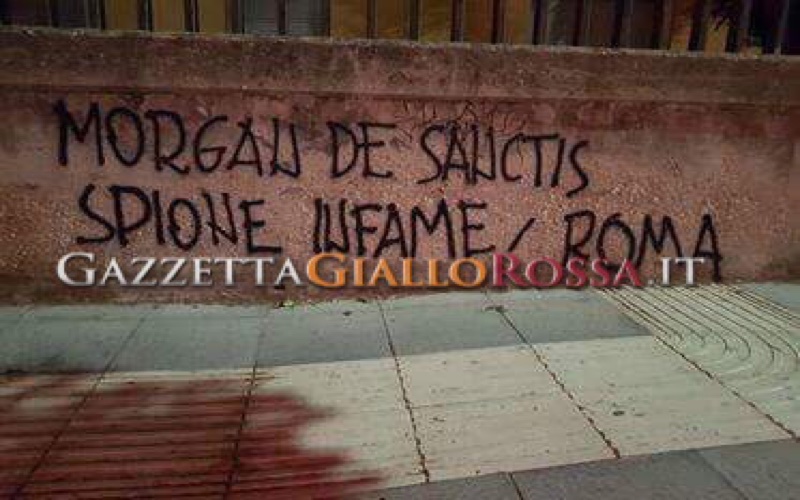 MORGAN DE SANCTIS
SPIONE INFAME / ROMA
GAZZETTAGIALLOROSSA.IT